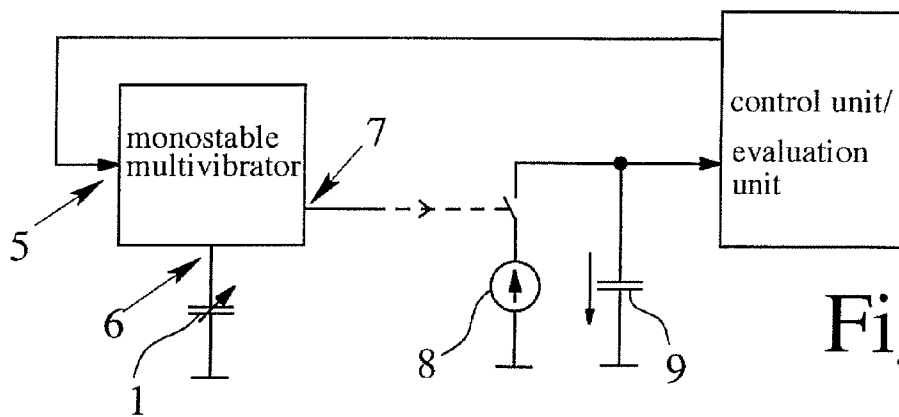 control unit/
evaluation
unit
monostable
multivibrator
7
5
6
1
8
9